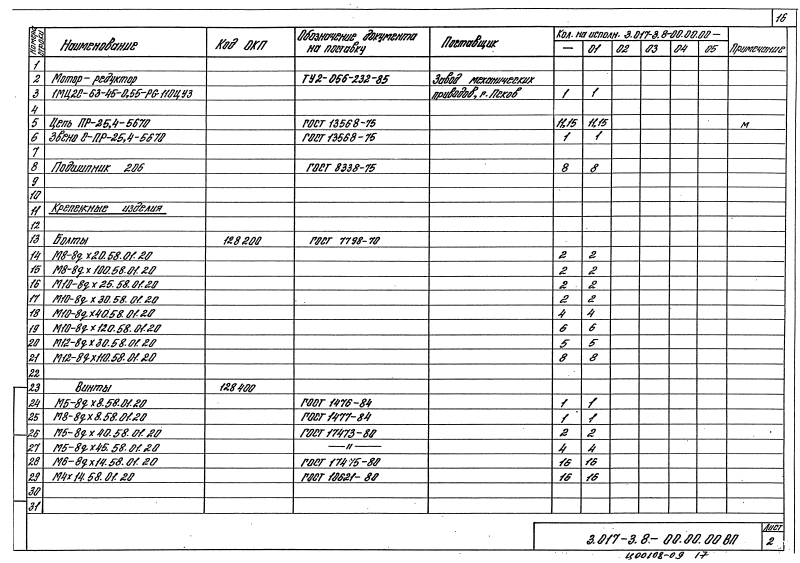 16
Номера строки Наименование Код ОКП Обозначение документа на поставку Поставщик Кол. на исполн. 3.017-3.8-00.00.00 – Примечание
— 01 02 03 04 05
1
2 Мотор-редуктор ТУ2-056-232-85 Завод механических
3 1МЦ2С-63-45-0,55-РG-110ЦУ3 приводов, г. Псков 1 1
4
5 Цепь ПР-25,4-5670 ГОСТ 13568-75 11,15 11,15 м
6 Звено С-ПР-25,4-5670 ГОСТ 13568-75 1 1
7
8 Подшипник 206 ГОСТ 8338-75 8 8
9
10
11 Крепежные изделия
12
13 Болты 128200 ГОСТ 7798-70
14 М8-8g x 20.58.01.20 2 2
15 М8-8g x 100.58.01.20 2 2
16 М10-8g x 25.58.01.20 2 2
17 М10-8g x 30.58.01.20 2 2
18 М10-8g x 40.58.01.20 4 4
19 М10-8g x 120.58.01.20 6 6
20 М12-8g x 30.58.01.20 5 5
21 М12-8g x 110.58.01.20 8 8
22
23 Винты 128400
24 М5-8g x 8.58.01.20 ГОСТ 1476-84 1 1
25 М8-8g x 8.58.01.20 ГОСТ 1477-84 1 1
26 М5-8g x 40.58.01.20 ГОСТ 17473-80 2 2
27 М5-8g x 45.58.01.20 —"— 4 4
28 М6-8g x 14.58.01.20 ГОСТ 17475-80 16 16
29 М4 x 14.58.01.20 ГОСТ 10621-80 16 16
30
31
3.017-3.8-00.00.00 ВП Лист 2
Ц00108-09 17